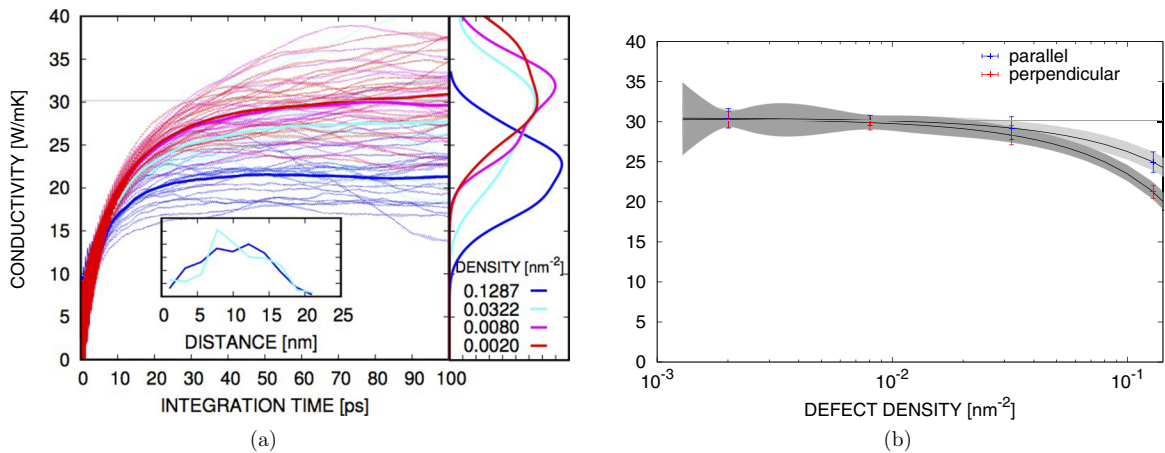 CONDUCTIVITY [W/mK]
40
35
30
25
20
15
10
5
0
0 5 10 15 20 25
DISTANCE [nm]
DENSITY [nm-2]
0.1287
0.0322
0.0080
0.0020
0 10 20 30 40 50 60 70 80 90 100
INTEGRATION TIME [ps]
(a)
40
35
30
25
20
15
10
5
0
parallel
perpendicular
10-3 10-2 10-1
DEFECT DENSITY [nm-2]
(b)